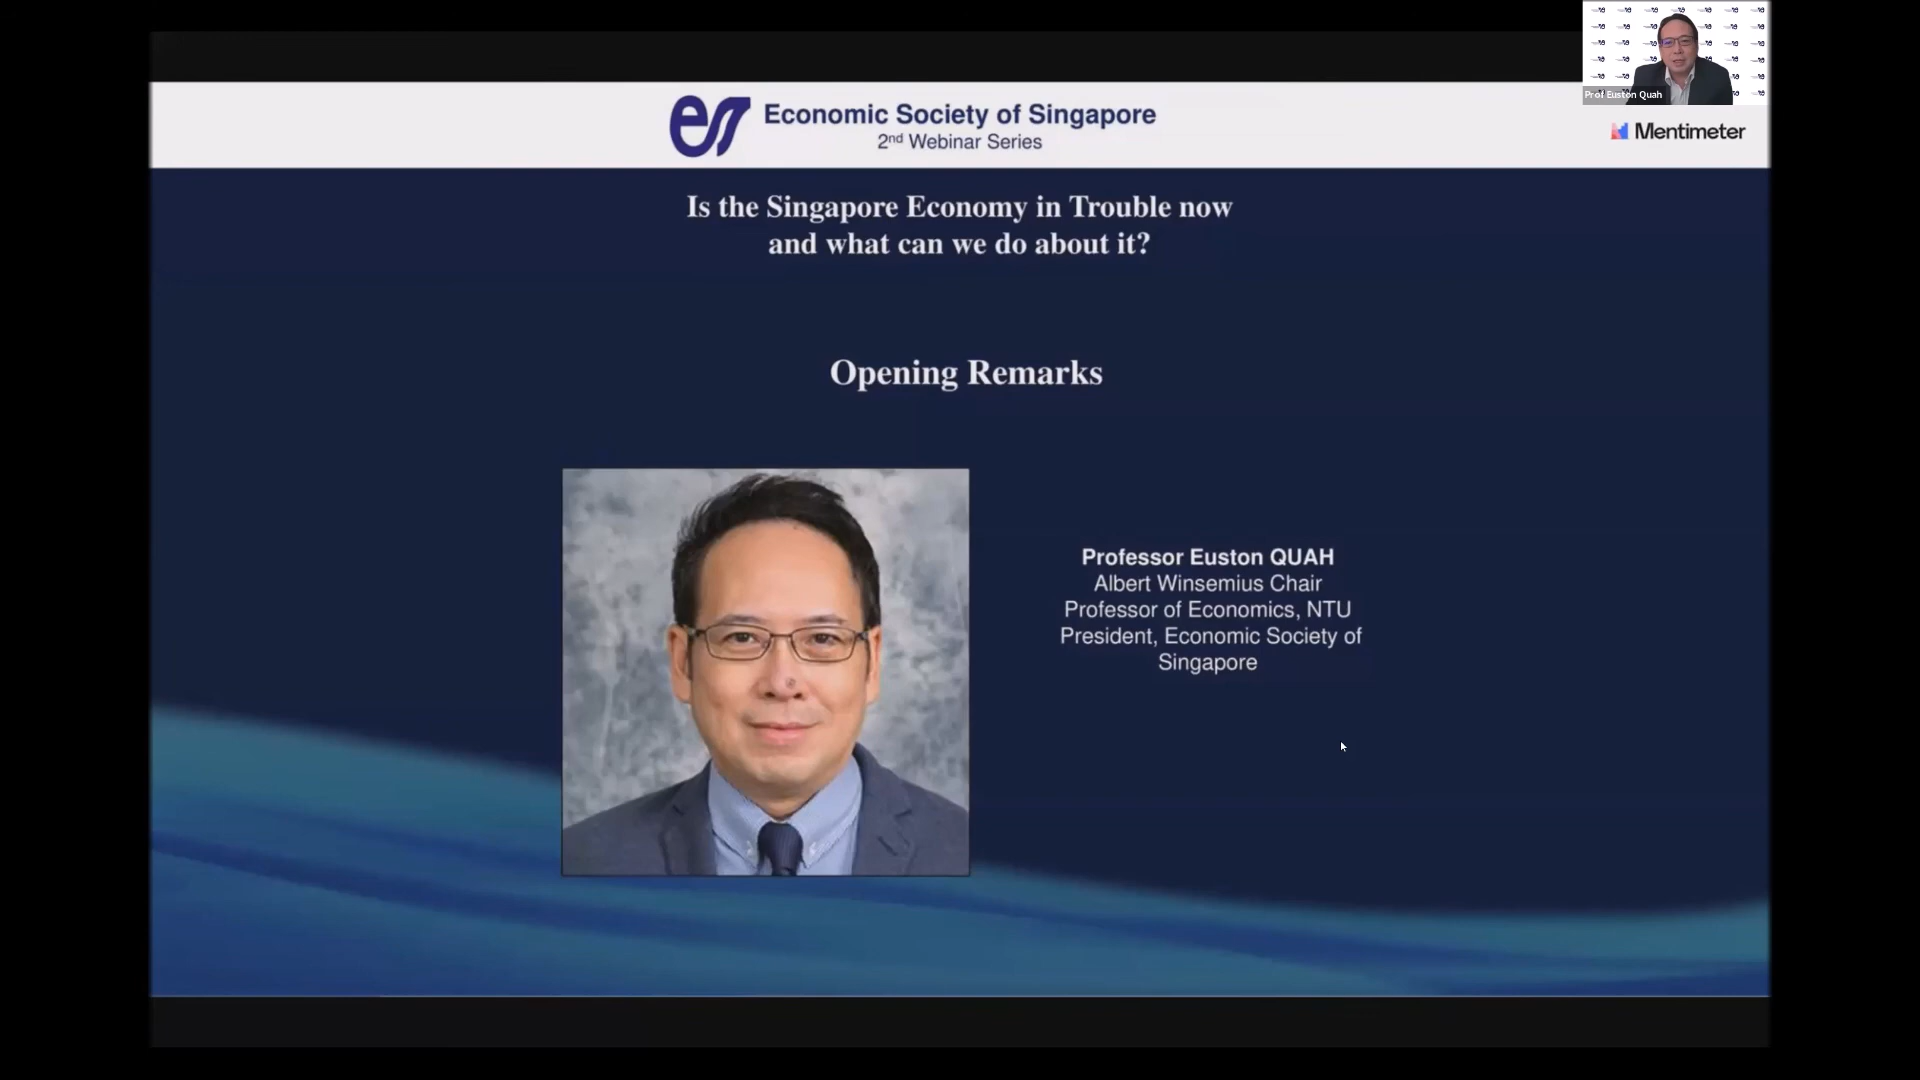 Economic Society of Singapore
2nd Webinar Series
Prof Euston Quah
Mentimeter
Is the Singapore Economy in Trouble now
and what can we do about it?
Opening Remarks
Professor Euston QUAH
Albert Winsemius Chair
Professor of Economics, NTU
President, Economic Society of
Singapore